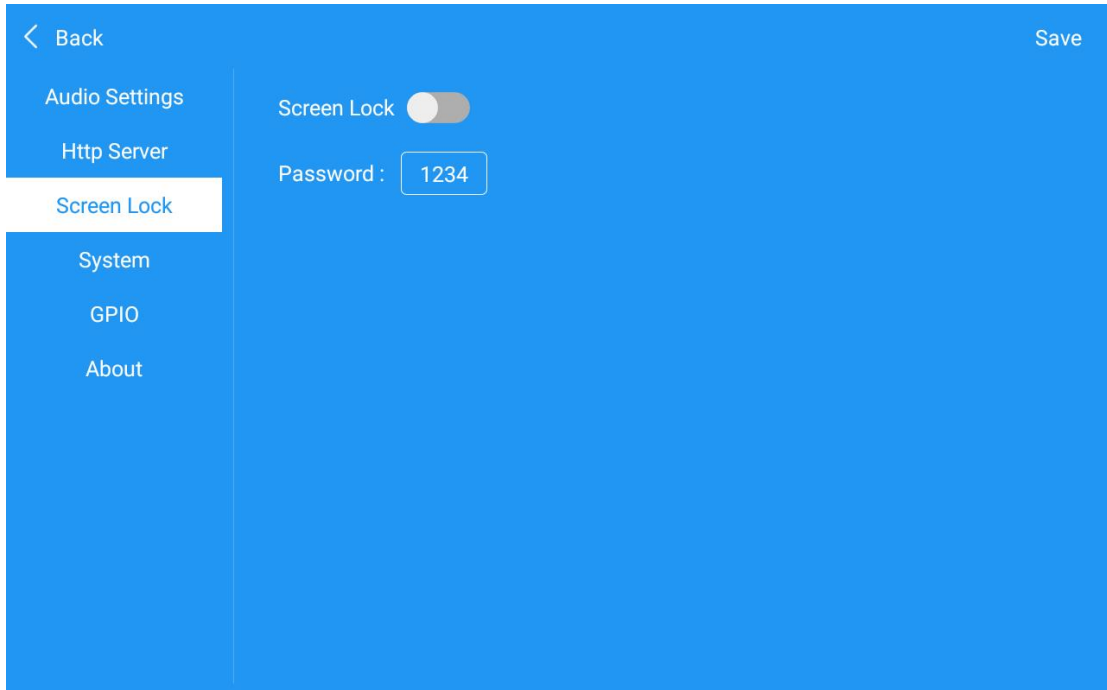 Back
Save
Audio Settings
Http Server
Screen Lock
System
GPIO
About
Screen Lock
Password :
1234